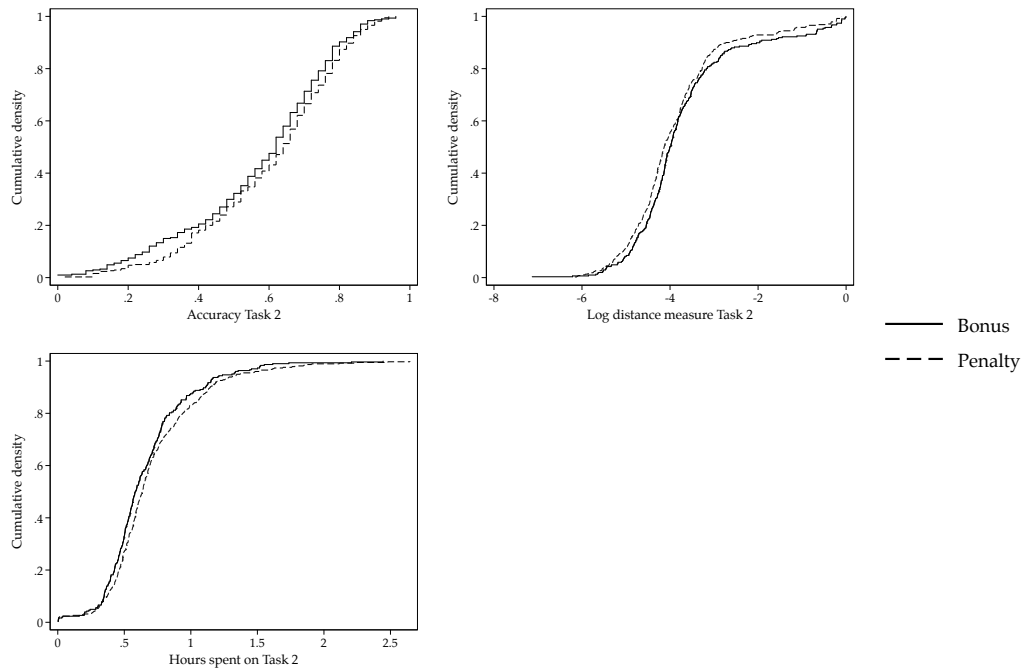 Cumulative density
1
.8
.6
.4
.2
0
0 .2 .4 .6 .8 1
Accuracy Task 2
Cumulative density
1
.8
.6
.4
.2
0
-8 -6 -4 -2 0
Log distance measure Task 2
Bonus
Penalty
Cumulative density
1
.8
.6
.4
.2
0
0 .5 1 1.5 2 2.5
Hours spent on Task 2